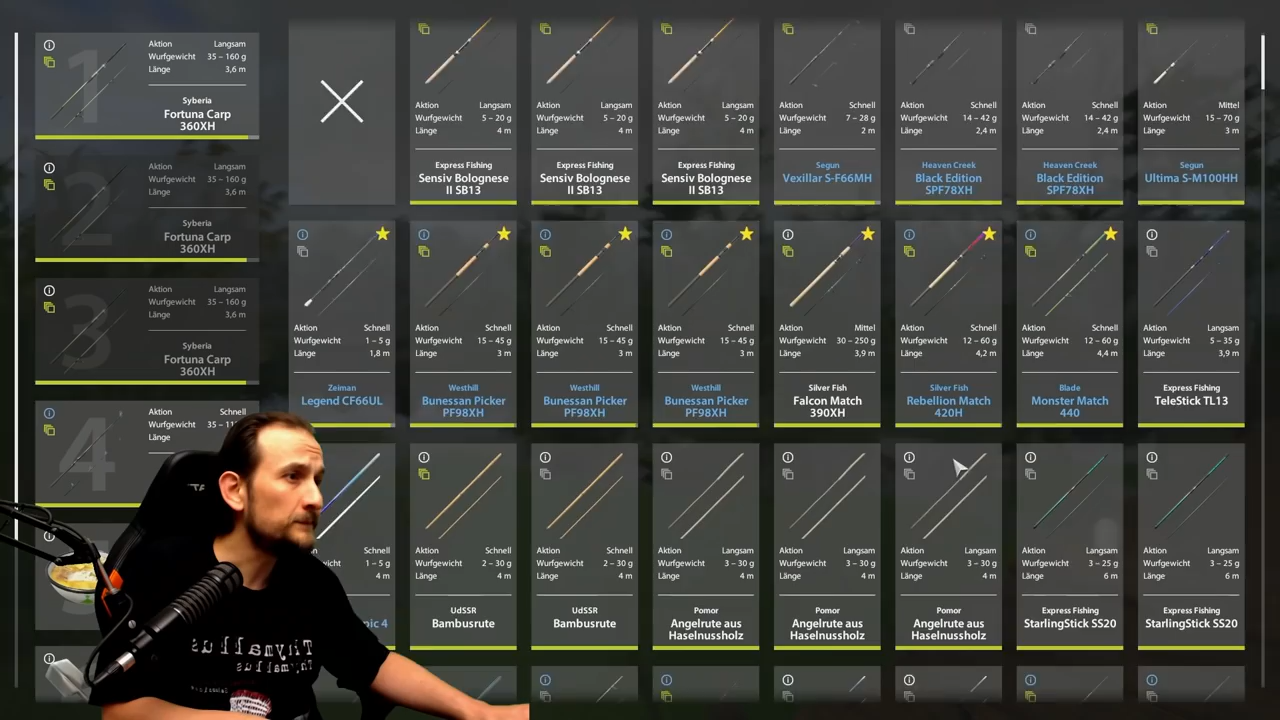 1
Aktion Langsam
Wurfgewicht 35 – 160 g
Länge 3,6 m
Syberia
Fortuna Carp
360XH
2
Aktion Langsam
Wurfgewicht 35 – 160 g
Länge 3,6 m
Syberia
Fortuna Carp
360XH
3
Aktion Langsam
Wurfgewicht 35 – 160 g
Länge 3,6 m
Syberia
Fortuna Carp
360XH
4
Aktion Schnell
Wurfgewicht
Länge
Aktion Langsam
Wurfgewicht 5 – 20 g
Länge 4 m
Express Fishing
Sensiv Bolognese
II SB13
Aktion Langsam
Wurfgewicht 5 – 20 g
Länge 4 m
Express Fishing
Sensiv Bolognese
II SB13
Aktion Langsam
Wurfgewicht 5 – 20 g
Länge 4 m
Express Fishing
Sensiv Bolognese
II SB13
Aktion Schnell
Wurfgewicht 7 – 28 g
Länge 2 m
Segun
Vexillar S-F66MH
Aktion Schnell
Wurfgewicht 14 – 42 g
Länge 2,4 m
Heaven Creek
Black Edition
SPF78XH
Aktion Schnell
Wurfgewicht 14 – 42 g
Länge 2,4 m
Heaven Creek
Black Edition
SPF78XH
Aktion Mittel
Wurfgewicht 15 – 70 g
Länge 3 m
Segun
Ultima S-M100HH
Aktion Schnell
Wurfgewicht 1 – 5 g
Länge 1,8 m
Zeiman
Legend CF66UL
Aktion Schnell
Wurfgewicht 15 – 45 g
Länge 3 m
Westhill
Bunessan Picker
PF98XH
Aktion Schnell
Wurfgewicht 15 – 45 g
Länge 3 m
Westhill
Bunessan Picker
PF98XH
Aktion Schnell
Wurfgewicht 15 – 45 g
Länge 3 m
Westhill
Bunessan Picker
PF98XH
Aktion Mittel
Wurfgewicht 30 – 250 g
Länge 3,9 m
Silver Fish
Falcon Match
390XH
Aktion Schnell
Wurfgewicht 12 – 60 g
Länge 4,2 m
Silver Fish
Rebellion Match
420H
Aktion Schnell
Wurfgewicht 12 – 60 g
Länge 4,4 m
Blade
Monster Match
440
Aktion Langsam
Wurfgewicht 5 – 35 g
Länge 3,9 m
Express Fishing
TeleStick TL13
Schnell
1 – 5 g
4 m
4
Aktion Schnell
Wurfgewicht 2 – 30 g
Länge 4 m
UdSSR
Bambusrute
Aktion Schnell
Wurfgewicht 2 – 30 g
Länge 4 m
UdSSR
Bambusrute
Aktion Langsam
Wurfgewicht 3 – 30 g
Länge 4 m
Pomor
Angelrute aus
Haselnussholz
Aktion Langsam
Wurfgewicht 3 – 30 g
Länge 4 m
Pomor
Angelrute aus
Haselnussholz
Aktion Langsam
Wurfgewicht 3 – 30 g
Länge 4 m
Pomor
Angelrute aus
Haselnussholz
Aktion Langsam
Wurfgewicht 3 – 25 g
Länge 6 m
Express Fishing
StarlingStick SS20
Aktion Langsam
Wurfgewicht 3 – 25 g
Länge 6 m
Express Fishing
StarlingStick SS20